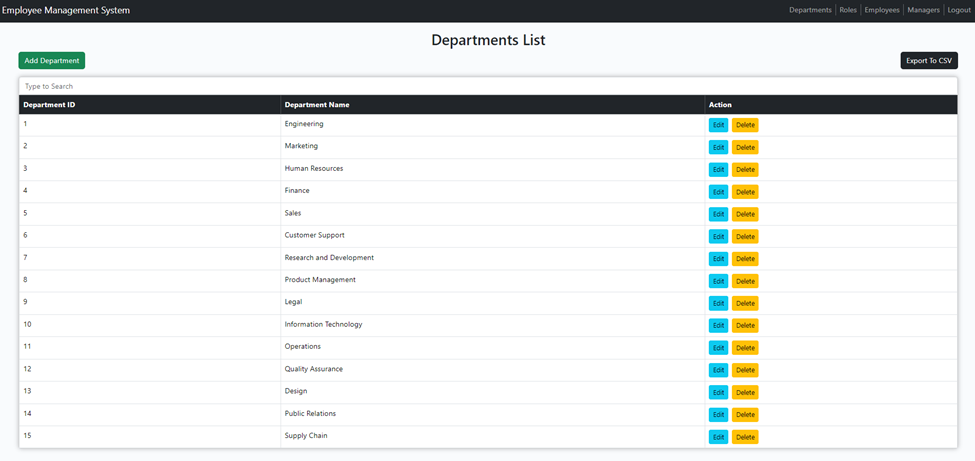 Employee Management System Departments Roles Employees Managers Logout
Departments List
Add Department Export To CSV
Type to Search
Department ID Department Name Action
1 Engineering Edit Delete
2 Marketing Edit Delete
3 Human Resources Edit Delete
4 Finance Edit Delete
5 Sales Edit Delete
6 Customer Support Edit Delete
7 Research and Development Edit Delete
8 Product Management Edit Delete
9 Legal Edit Delete
10 Information Technology Edit Delete
11 Operations Edit Delete
12 Quality Assurance Edit Delete
13 Design Edit Delete
14 Public Relations Edit Delete
15 Supply Chain Edit Delete